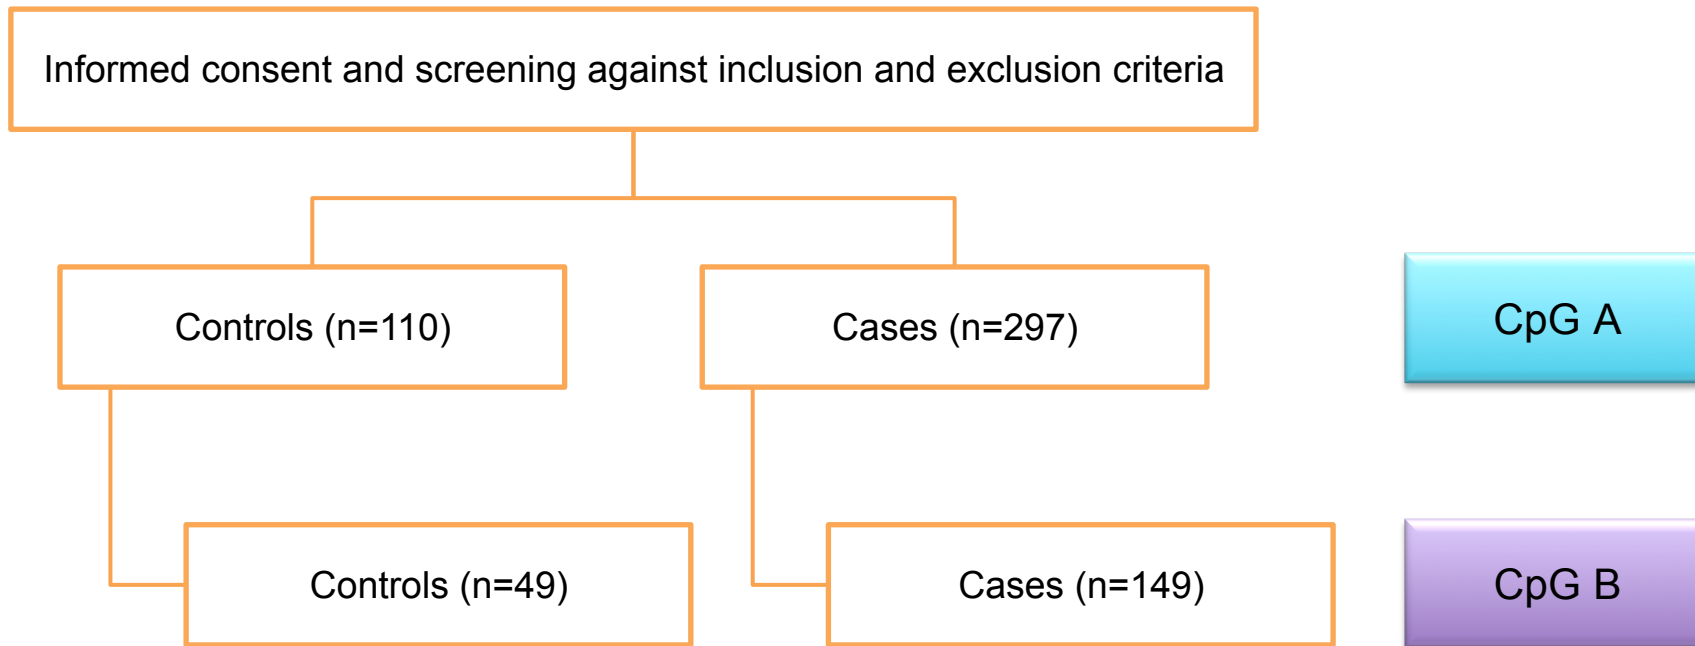 Informed consent and screening against inclusion and exclusion criteria
Controls (n=110)
Cases (n=297)
CpG A
Controls (n=49)
Cases (n=149)
CpG B